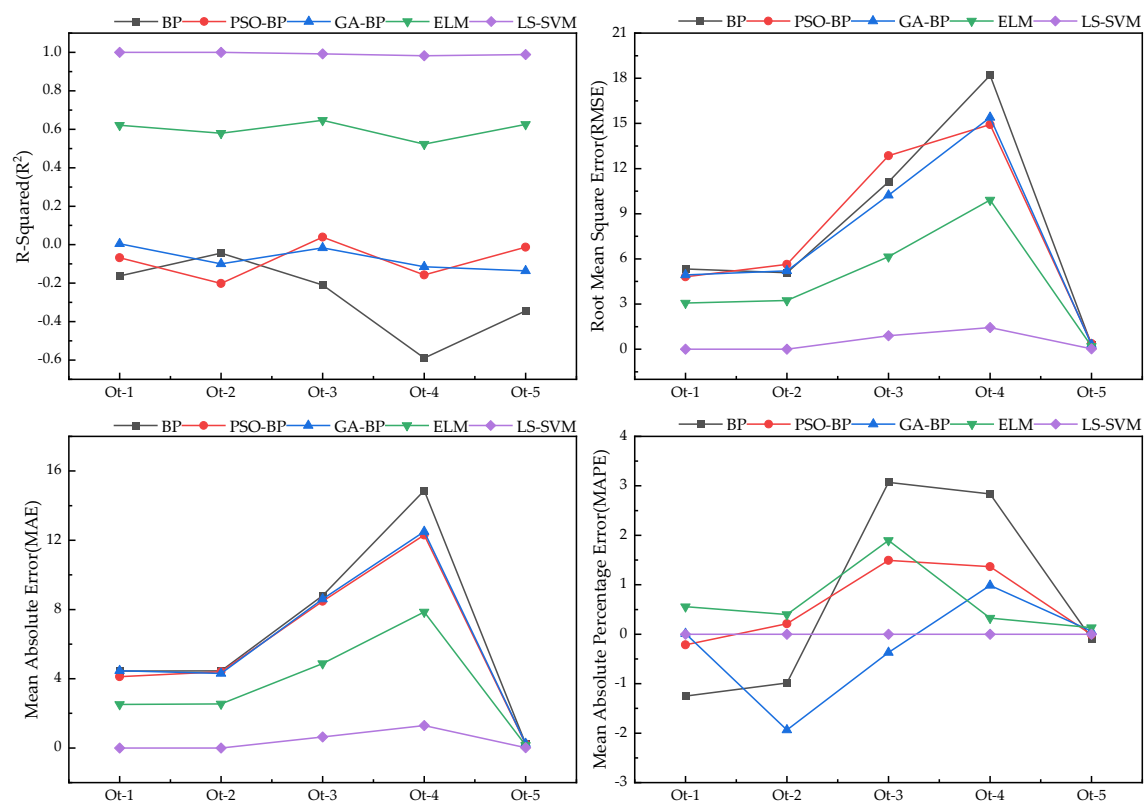 BP PSO-BP GA-BP ELM LS-SVM
R-Squared(R²)
1.0
0.8
0.6
0.4
0.2
0.0
-0.2
-0.4
-0.6
Ot-1 Ot-2 Ot-3 Ot-4 Ot-5
BP PSO-BP GA-BP ELM LS-SVM
Root Mean Square Error(RMSE)
21
18
15
12
9
6
3
0
Ot-1 Ot-2 Ot-3 Ot-4 Ot-5
BP PSO-BP GA-BP ELM LS-SVM
Mean Absolute Error(MAE)
16
12
8
4
0
Ot-1 Ot-2 Ot-3 Ot-4 Ot-5
BP PSO-BP GA-BP ELM LS-SVM
Mean Absolute Percentage Error(MAPE)
4
3
2
1
0
-1
-2
-3
Ot-1 Ot-2 Ot-3 Ot-4 Ot-5